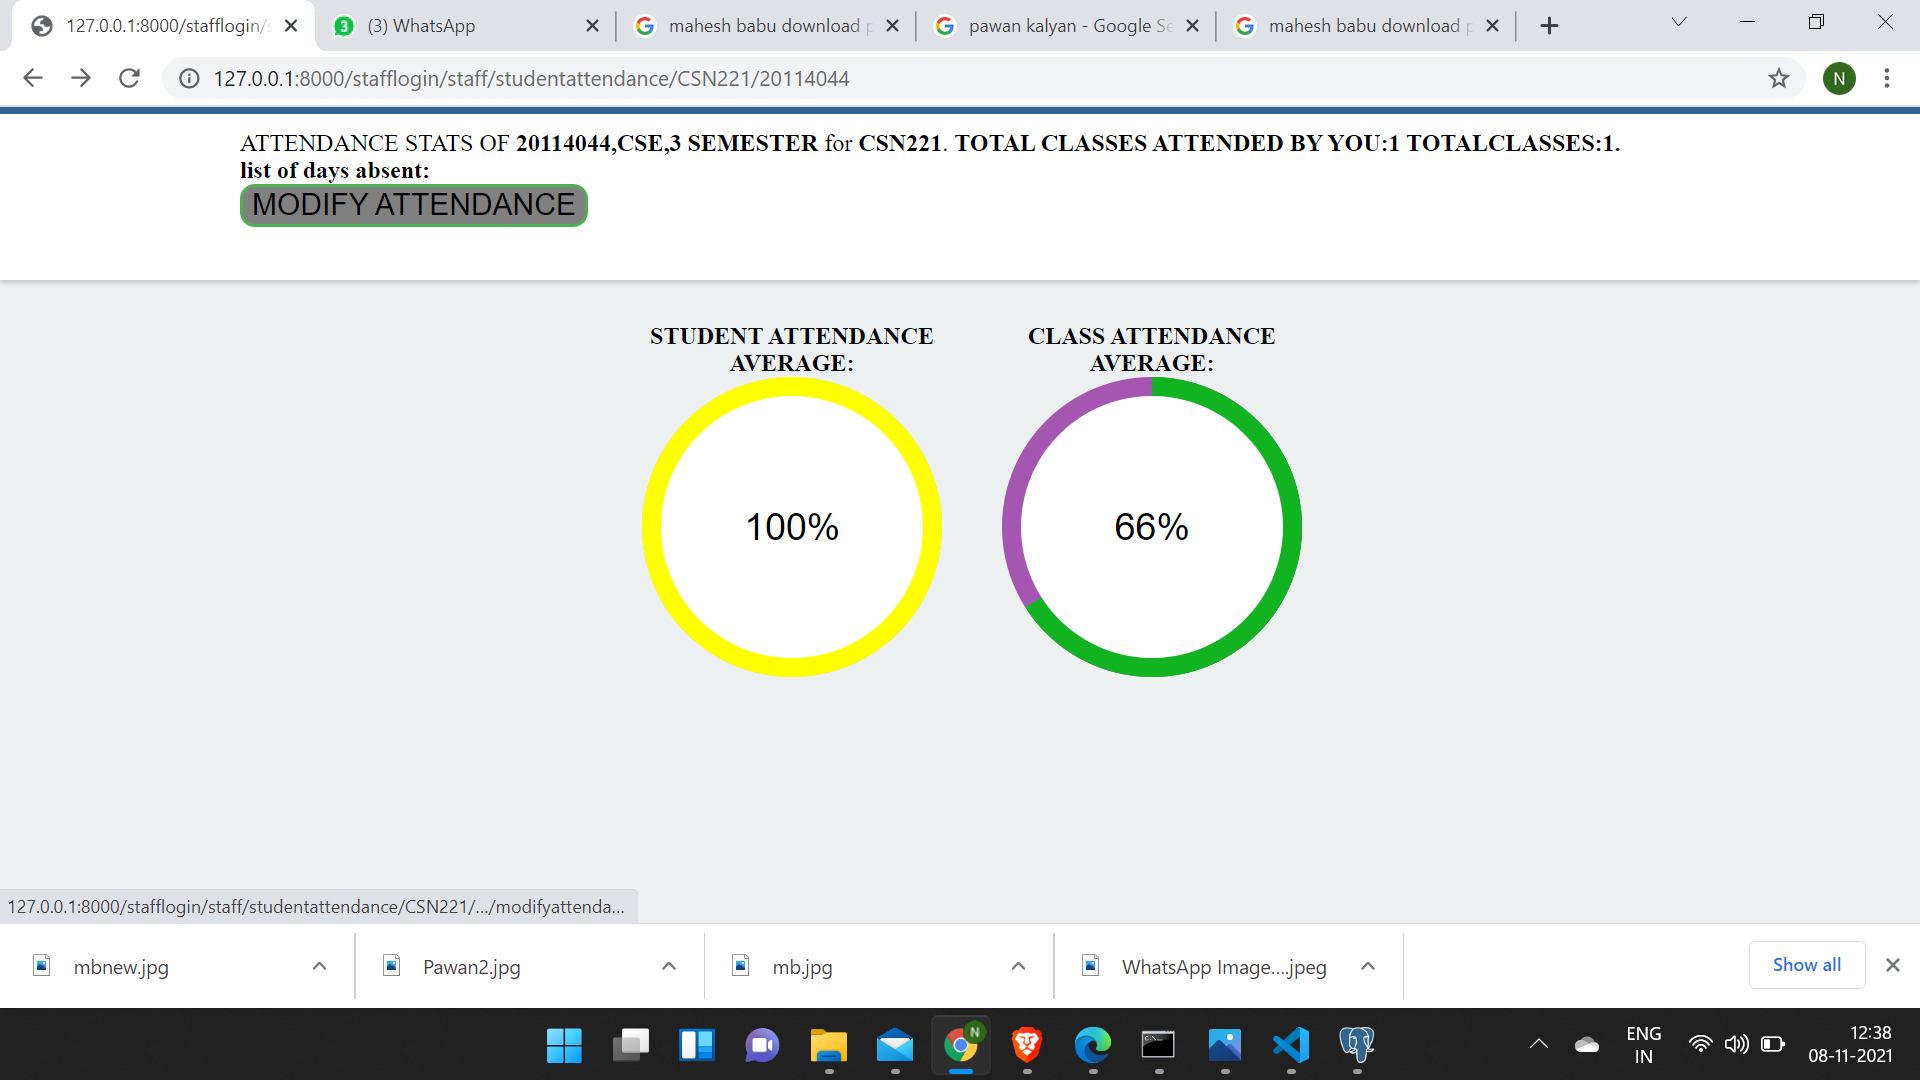 127.0.0.1:8000/stafflogin/
(3) WhatsApp
mahesh babu download
pawan kalyan - Google Se
mahesh babu download
127.0.0.1:8000/stafflogin/staff/studentattendance/CSN221/20114044
N
ATTENDANCE STATS OF 20114044,CSE,3 SEMESTER for CSN221. TOTAL CLASSES ATTENDED BY YOU:1 TOTALCLASSES:1.
list of days absent:
MODIFY ATTENDANCE
STUDENT ATTENDANCE
AVERAGE:
100%
CLASS ATTENDANCE
AVERAGE:
66%
127.0.0.1:8000/stafflogin/staff/studentattendance/CSN221/.../modifyattenda...
mbnew.jpg
Pawan2.jpg
mb.jpg
WhatsApp Image....jpeg
Show all
N
ENG
IN
12:38
08-11-2021